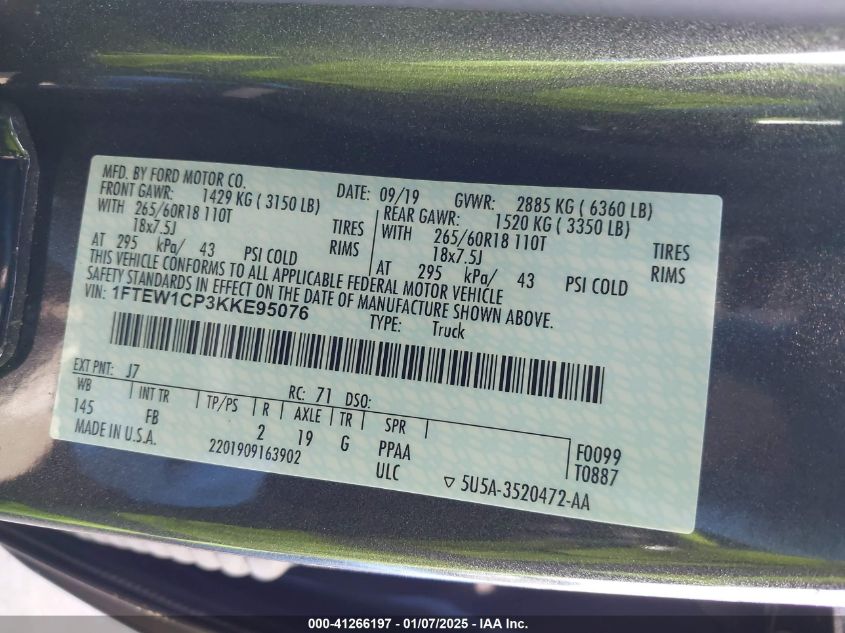 MFD. BY FORD MOTOR CO. DATE: 09/19 GVWR: 2885 KG ( 6360 LB)
FRONT GAWR: 1429 KG ( 3150 LB) REAR GAWR: 1520 KG ( 3350 LB)
WITH 265/60R18 110T TIRES WITH 265/60R18 110T TIRES
18x7.5J RIMS 18x7.5J RIMS
AT 295 kPa/ 43 PSI COLD AT 295 kPa/ 43 PSI COLD
THIS VEHICLE CONFORMS TO ALL APPLICABLE FEDERAL MOTOR VEHICLE
SAFETY STANDARDS IN EFFECT ON THE DATE OF MANUFACTURE SHOWN ABOVE.
VIN: 1FTEW1CP3KKE95076 TYPE: Truck
EXT PNT: J7 RC: 71 DSO:
WB INT TR TP/PS R AXLE TR SPR
145 FB 2 19 G PPAA F0099
MADE IN U.S.A. 2201909163902 ULC T0887
▽ 5U5A-3520472-AA
000-41266197 - 01/07/2025 - IAA Inc.